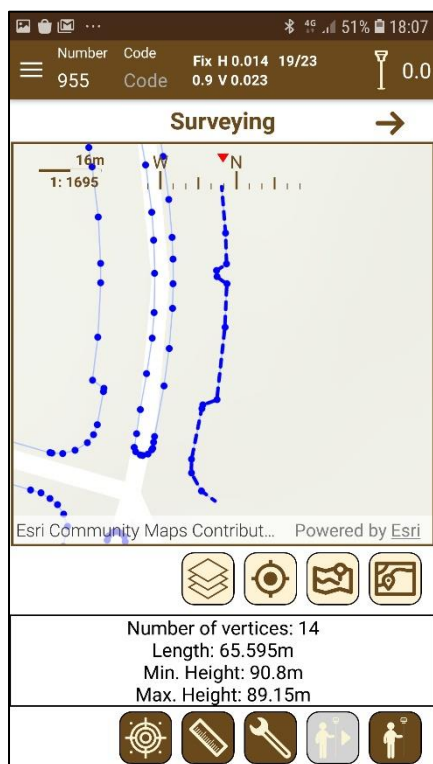 51% 18:07
4G
Number Code Fix H 0.014 19/23
955 Code 0.9 V 0.023 0.0
Surveying
16m
1: 1695
W N
Esri Community Maps Contribut... Powered by Esri
Number of vertices: 14
Length: 65.595m
Min. Height: 90.8m
Max. Height: 89.15m